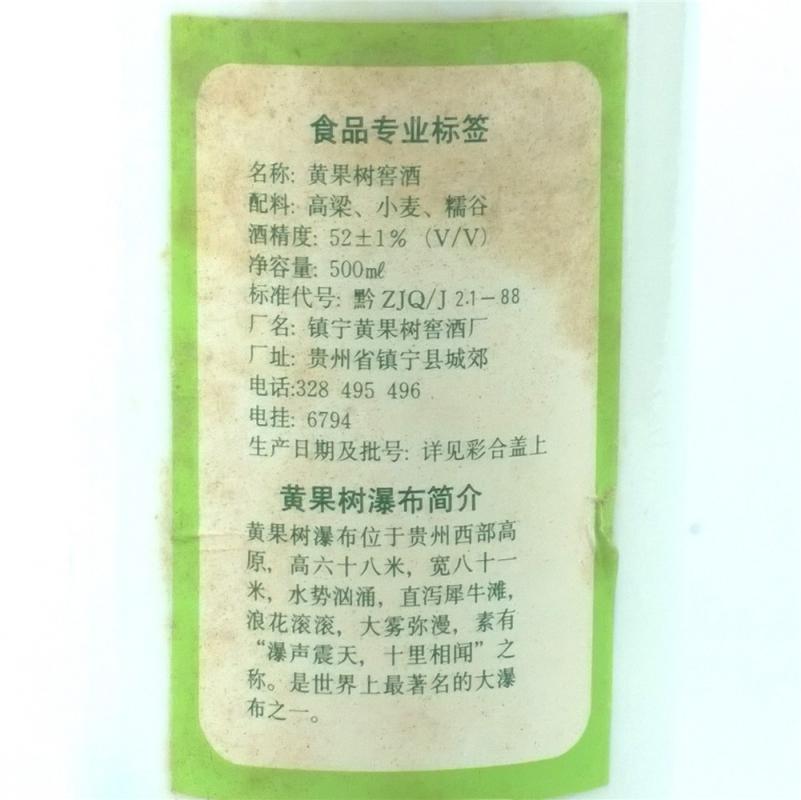 食品专业标签
名称: 黄果树窖酒
配料: 高梁、小麦、糯谷
酒精度: 52±1% (V/V)
净容量: 500mℓ
标准代号: 黔 ZJQ/J 2.1－88
厂名: 镇宁黄果树窖酒厂
厂址: 贵州省镇宁县城郊
电话:328 495 496
电挂: 6794
生产日期及批号: 详见彩合盖上
黄果树瀑布简介
黄果树瀑布位于贵州西部高
原, 高六十八米, 宽八十一
米, 水势汹涌, 直泻犀牛滩,
浪花滚滚, 大雾弥漫, 素有
“瀑声震天, 十里相闻”之
称。是世界上最著名的大瀑
布之一。